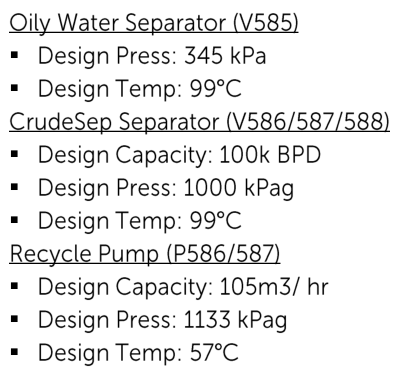 Oily Water Separator (V585)
▪ Design Press: 345 kPa
▪ Design Temp: 99°C
CrudeSep Separator (V586/587/588)
▪ Design Capacity: 100k BPD
▪ Design Press: 1000 kPag
▪ Design Temp: 99°C
Recycle Pump (P586/587)
▪ Design Capacity: 105m3/ hr
▪ Design Press: 1133 kPag
▪ Design Temp: 57°C